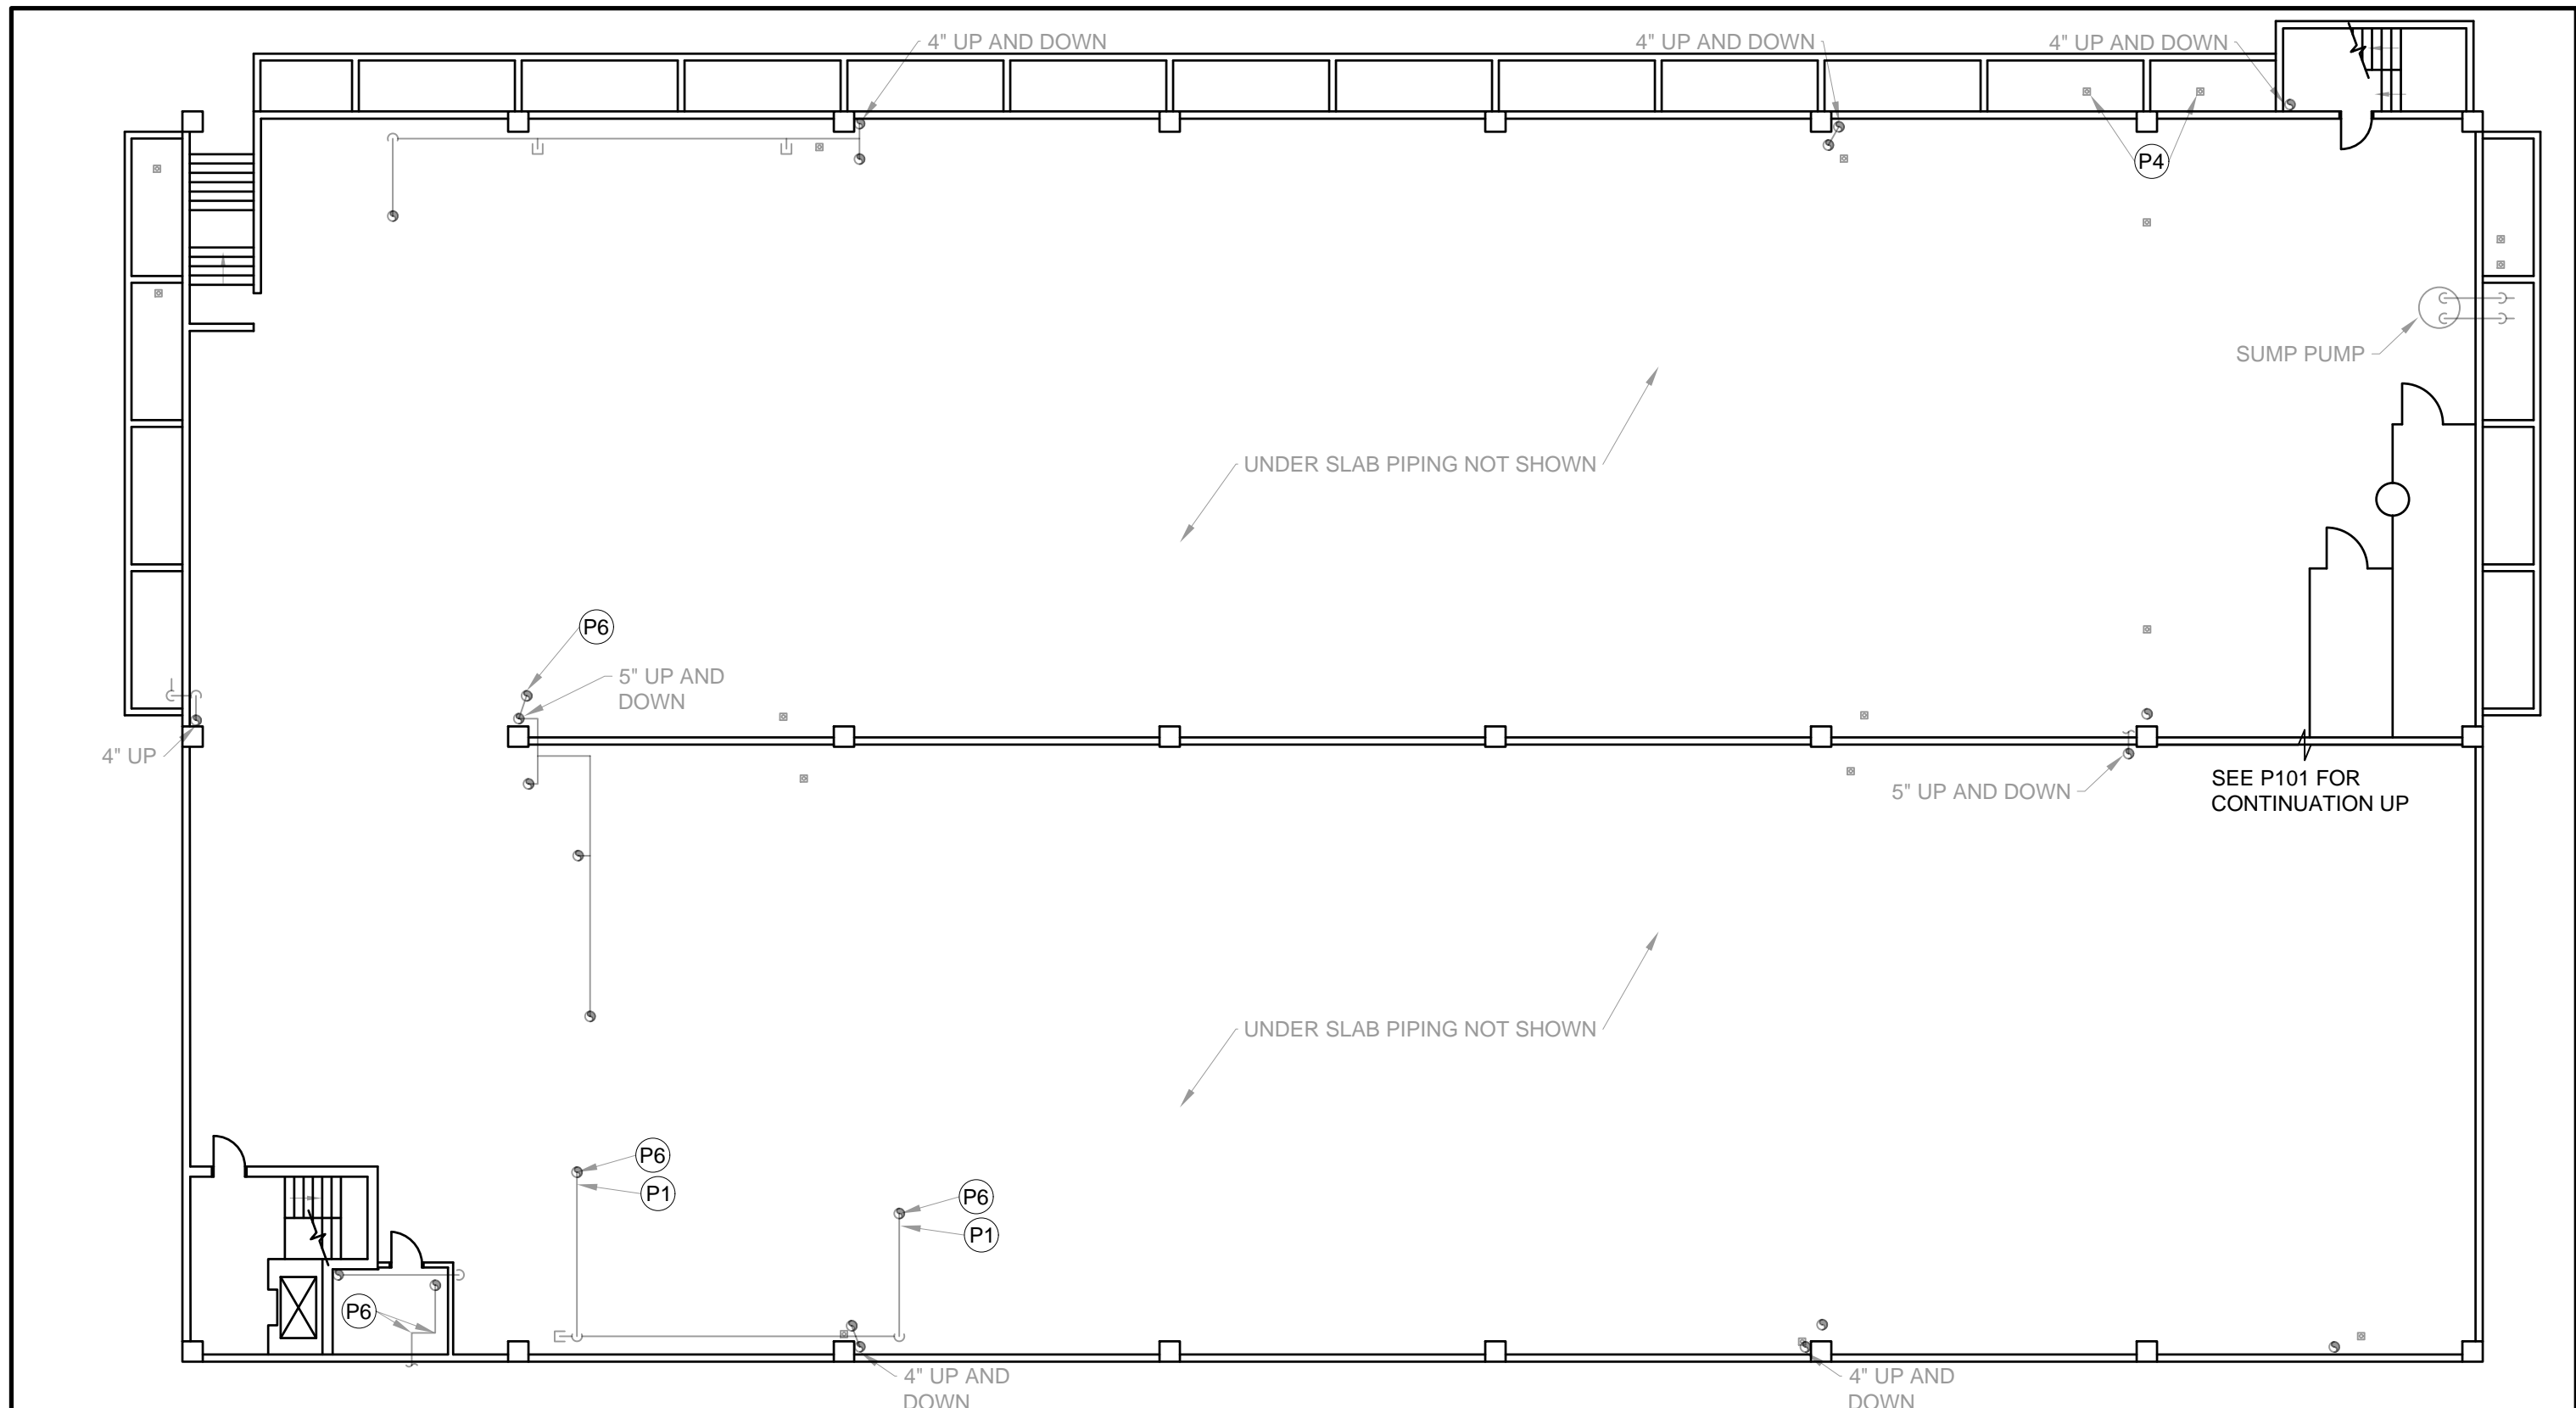 4" UP AND DOWN
4" UP AND DOWN
4" UP AND DOWN
P4
SUMP PUMP
UNDER SLAB PIPING NOT SHOWN
P6
5" UP AND
DOWN
4" UP
5" UP AND DOWN
SEE P101 FOR
CONTINUATION UP
UNDER SLAB PIPING NOT SHOWN
P6
P1
P6
P1
P6
4" UP AND
DOWN
4" UP AND
DOWN